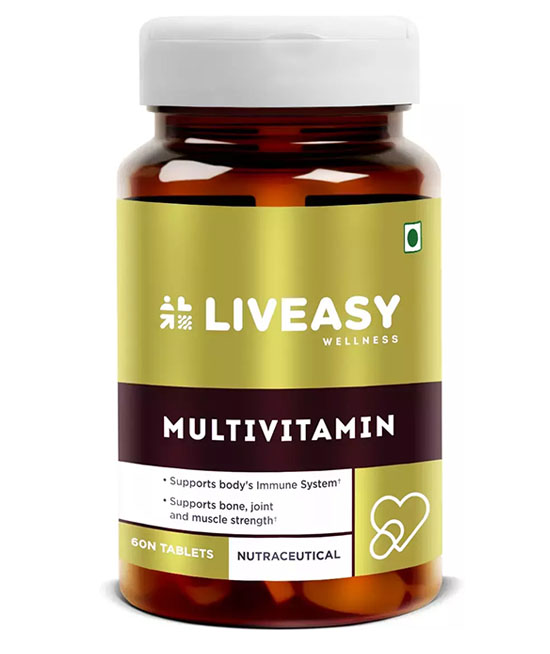 LIVEASY
WELLNESS
MULTIVITAMIN
• Supports body's Immune System†
• Supports bone, joint
and muscle strength†
60N TABLETS
NUTRACEUTICAL